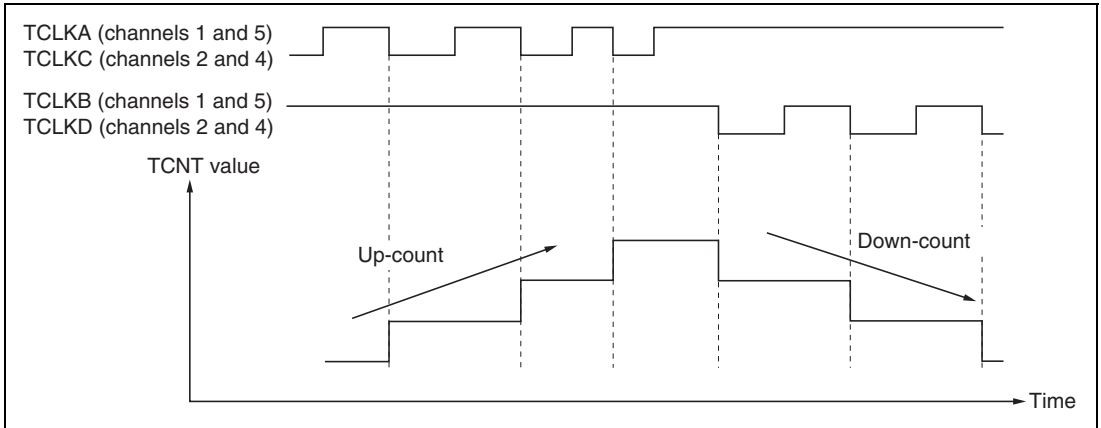 TCLKA (channels 1 and 5)
TCLKC (channels 2 and 4)
TCLKB (channels 1 and 5)
TCLKD (channels 2 and 4)
TCNT value
Up-count
Down-count
Time